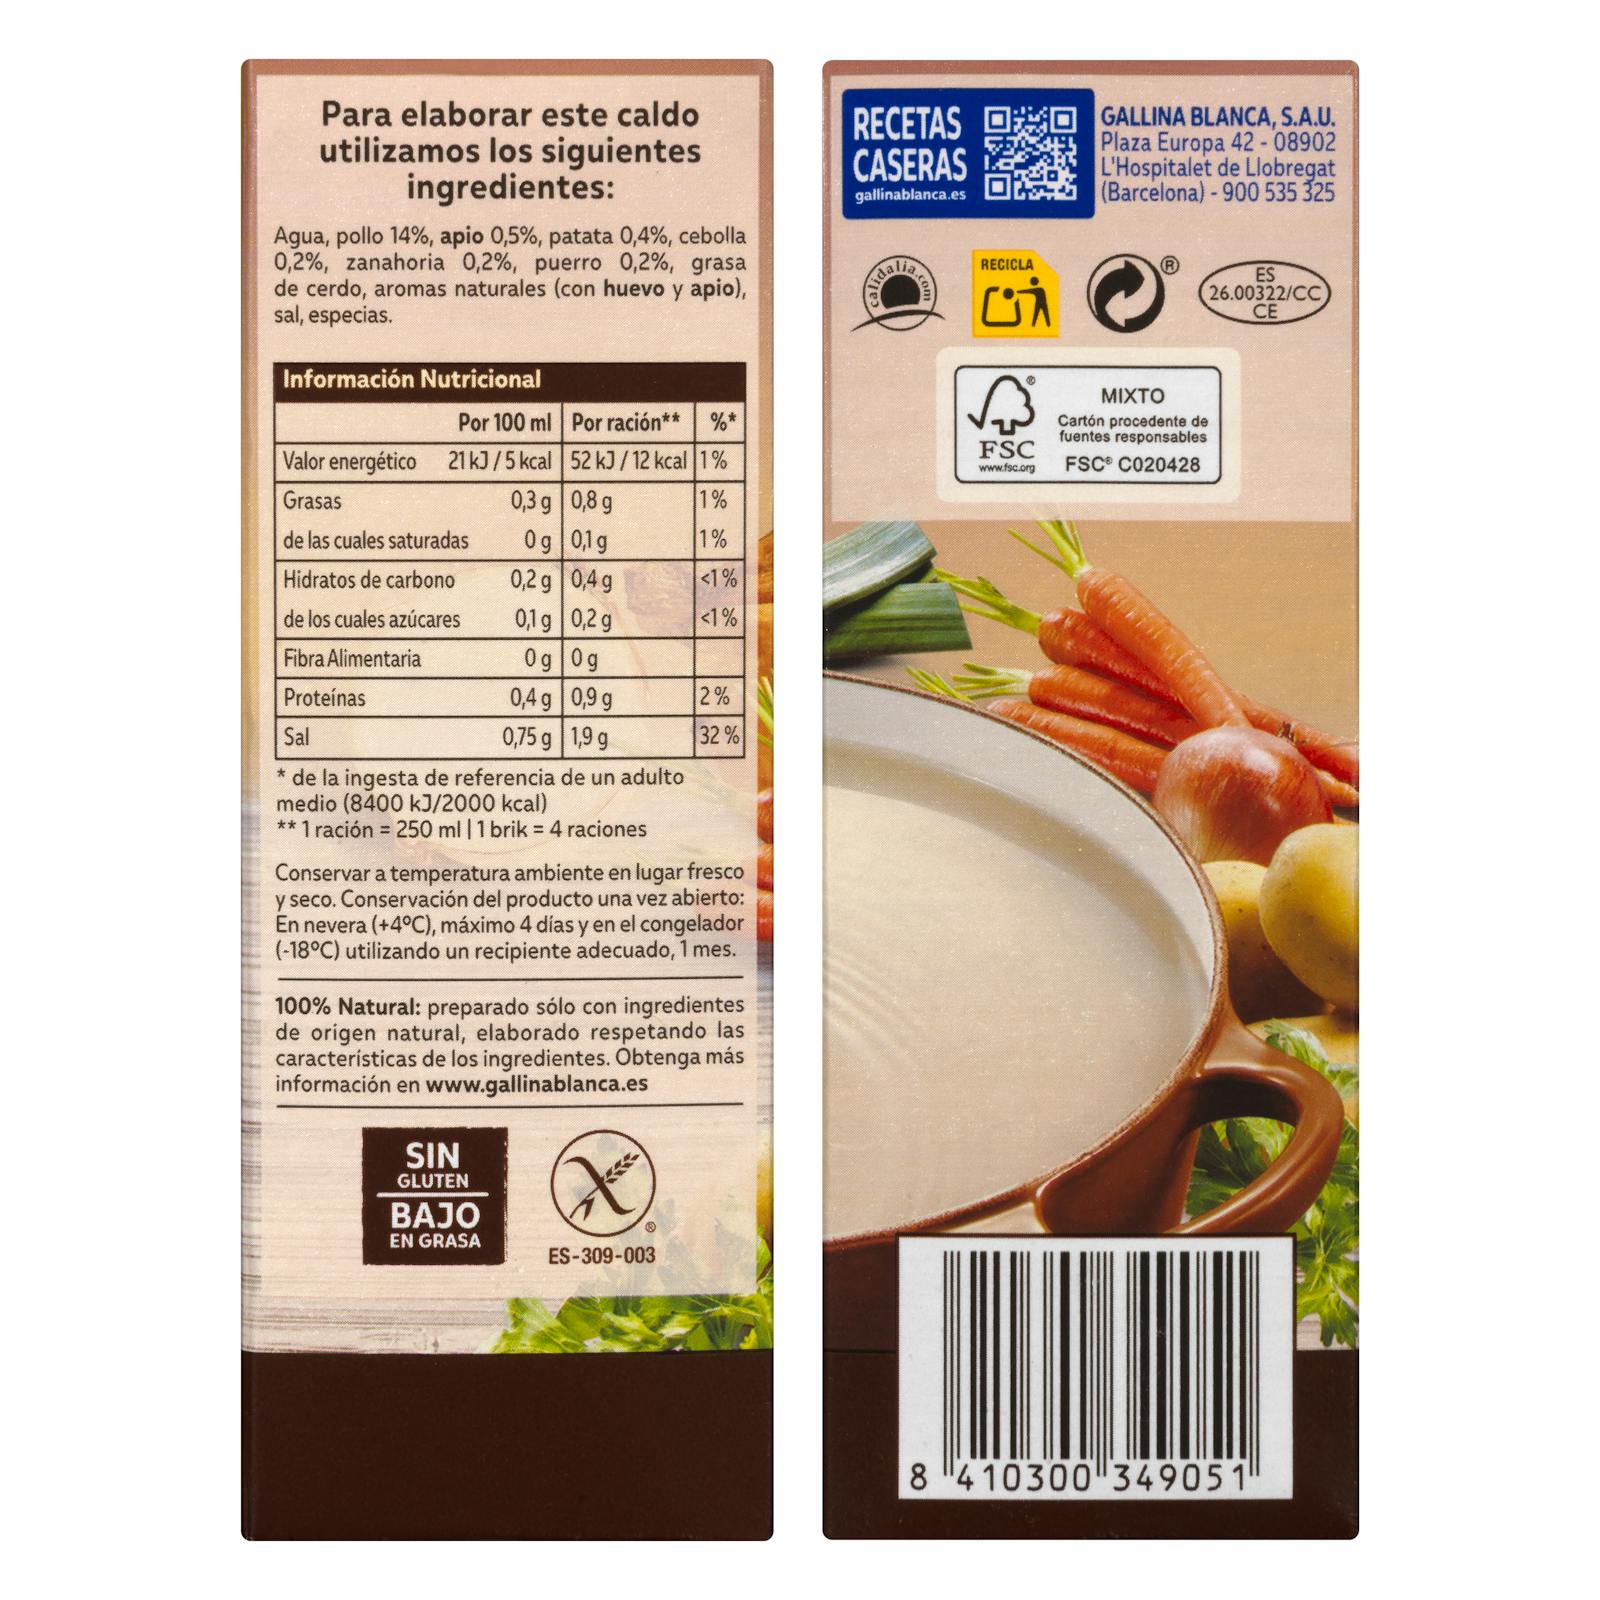 Para elaborar este caldo
utilizamos los siguientes
ingredientes:
Agua, pollo 14%, apio 0,5%, patata 0,4%, cebolla
0,2%, zanahoria 0,2%, puerro 0,2%, grasa
de cerdo, aromas naturales (con huevo y apio),
sal, especias.
Información Nutricional
Por 100 ml Por ración** %*
Valor energético 21 kJ / 5 kcal 52 kJ / 12 kcal 1%
Grasas 0,3 g 0,8 g 1%
de las cuales saturadas 0 g 0,1 g 1%
Hidratos de carbono 0,2 g 0,4 g <1%
de los cuales azúcares 0,1 g 0,2 g <1%
Fibra Alimentaria 0 g 0 g
Proteínas 0,4 g 0,9 g 2%
Sal 0,75 g 1,9 g 32%
* de la ingesta de referencia de un adulto
medio (8400 kJ/2000 kcal)
** 1 ración = 250 ml | 1 brik = 4 raciones
Conservar a temperatura ambiente en lugar fresco
y seco. Conservación del producto una vez abierto:
En nevera (+4ºC), máximo 4 días y en el congelador
(-18ºC) utilizando un recipiente adecuado, 1 mes.
100% Natural: preparado sólo con ingredientes
de origen natural, elaborado respetando las
características de los ingredientes. Obtenga más
información en www.gallinablanca.es
SIN
GLUTEN
BAJO
EN GRASA
®
ES-309-003
RECETAS
CASERAS
gallinablanca.es
GALLINA BLANCA, S.A.U.
Plaza Europa 42 - 08902
L'Hospitalet de Llobregat
(Barcelona) - 900 535 325
calidalia.com
RECICLA
®
ES
26.00322/CC
CE
®
FSC
www.fsc.org
MIXTO
Cartón procedente de
fuentes responsables
FSC® C020428
8 410300 349051